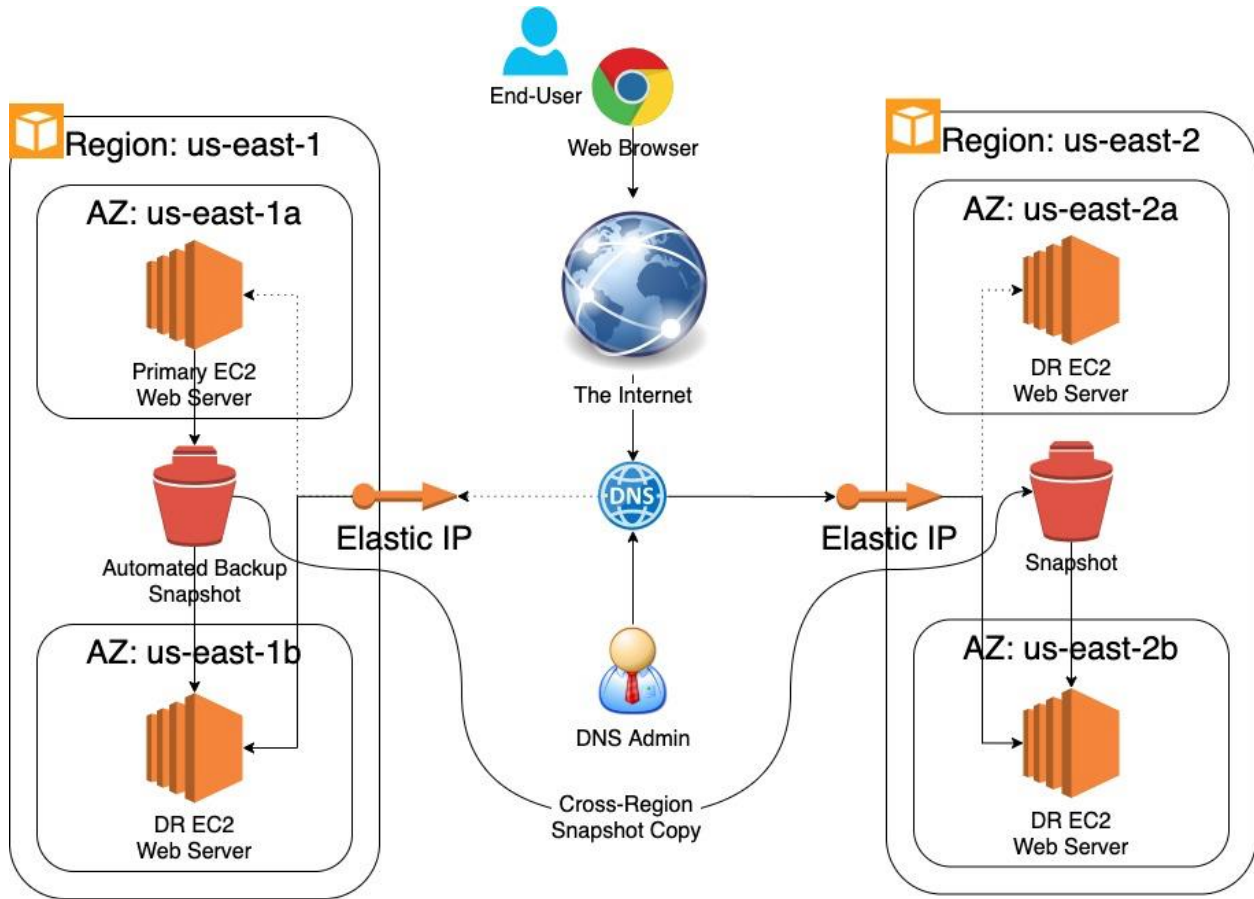 End-User
Web Browser
Region: us-east-1
Region: us-east-2
AZ: us-east-1a
AZ: us-east-2a
Primary EC2
Web Server
The Internet
DR EC2
Web Server
DNS
Elastic IP
Elastic IP
Automated Backup
Snapshot
Snapshot
AZ: us-east-1b
AZ: us-east-2b
DNS Admin
DR EC2
Web Server
Cross-Region
Snapshot Copy
DR EC2
Web Server